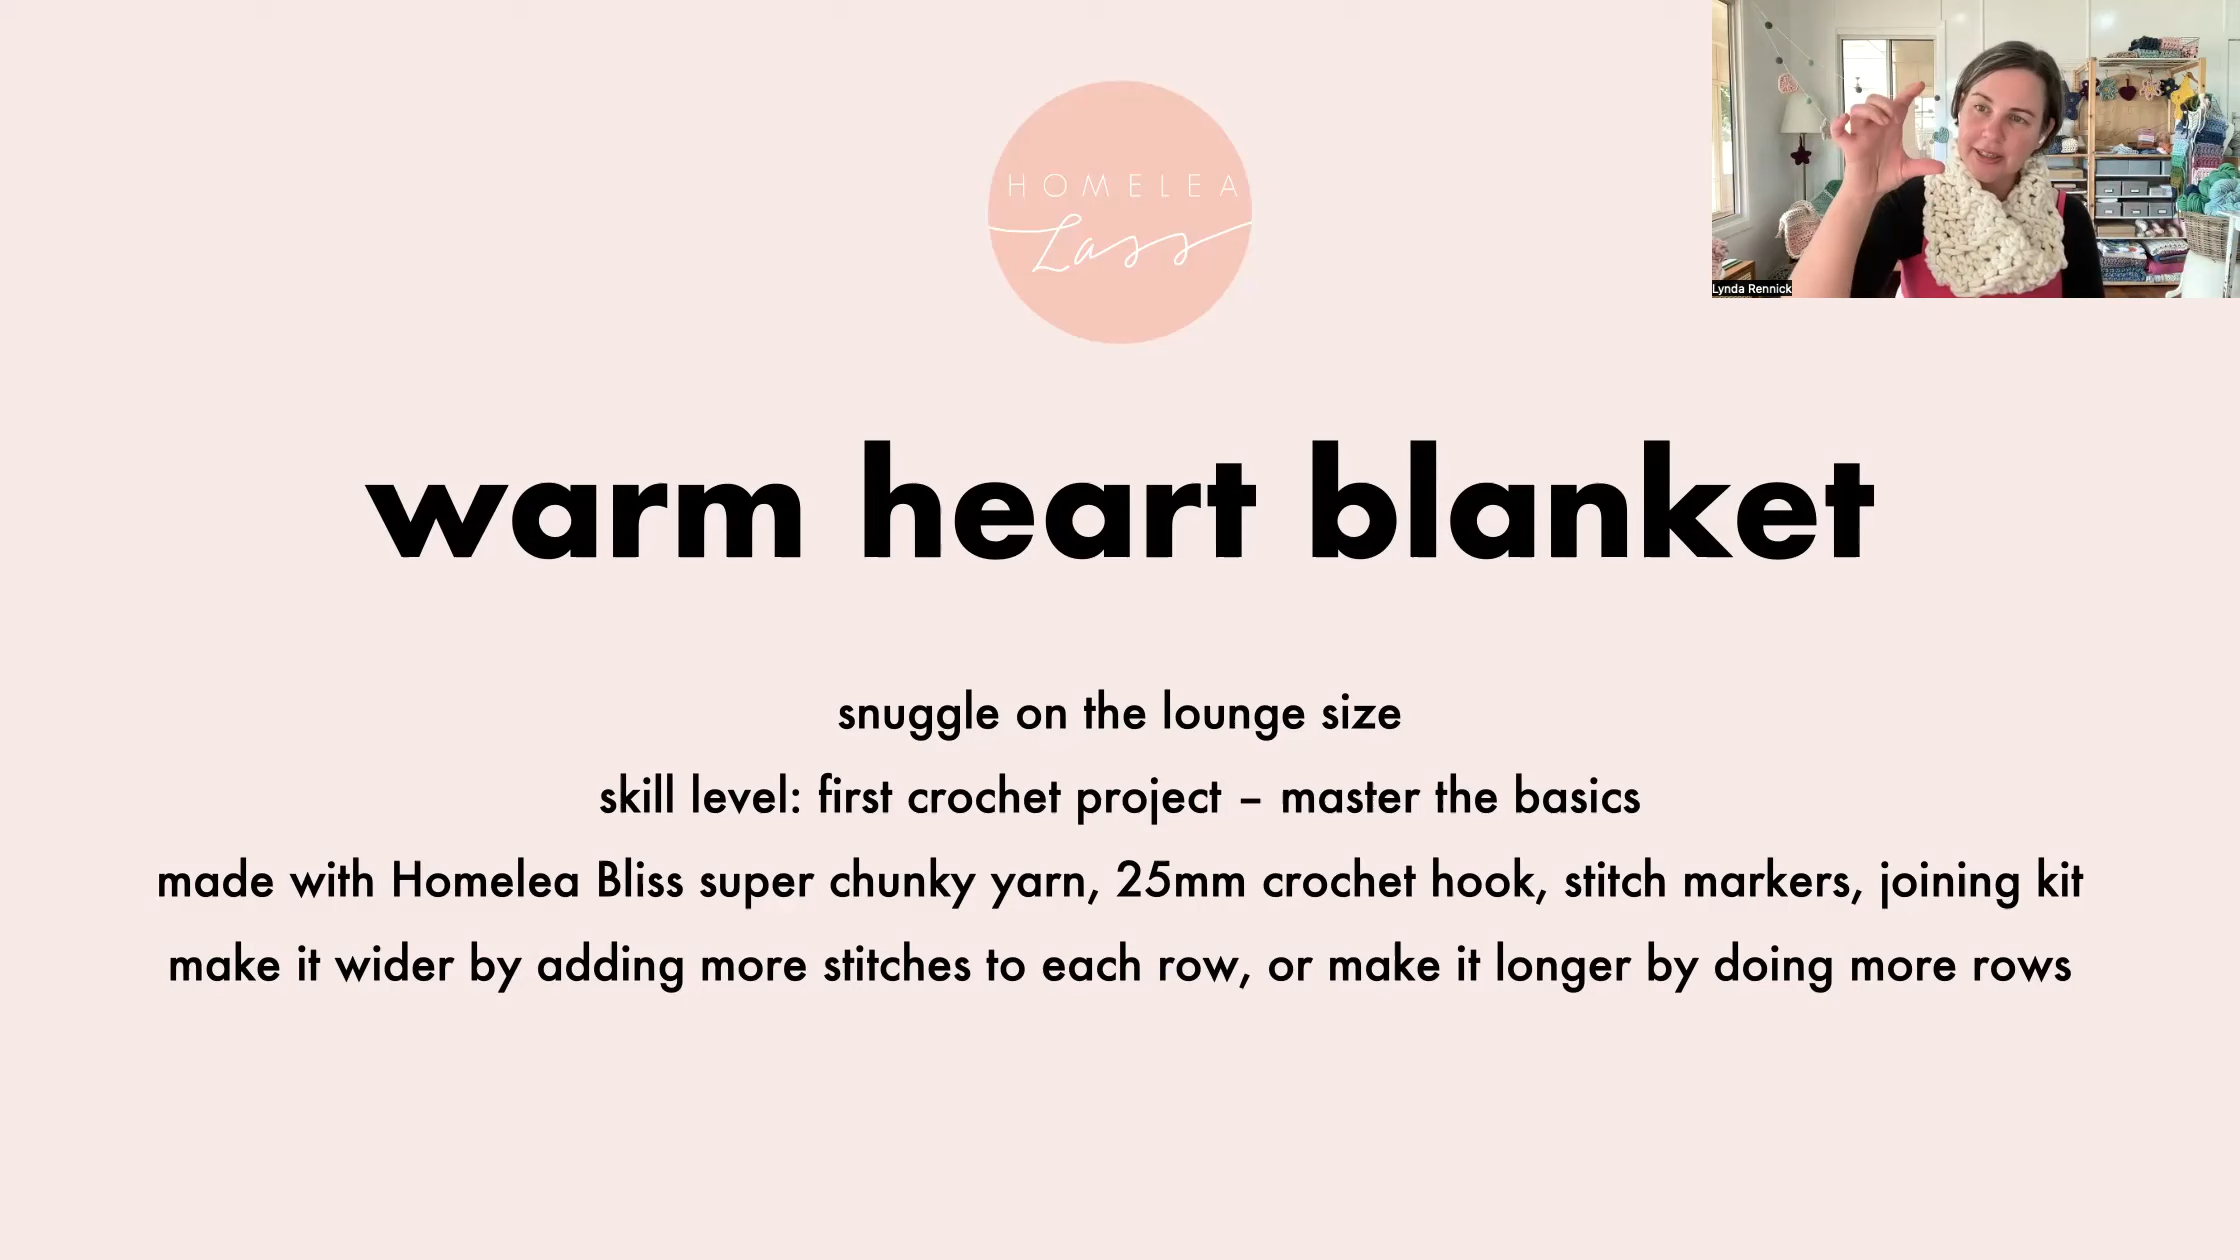 HOMELEA
Lass
Lynda Rennick
warm heart blanket
snuggle on the lounge size
skill level: first crochet project – master the basics
made with Homelea Bliss super chunky yarn, 25mm crochet hook, stitch markers, joining kit
make it wider by adding more stitches to each row, or make it longer by doing more rows